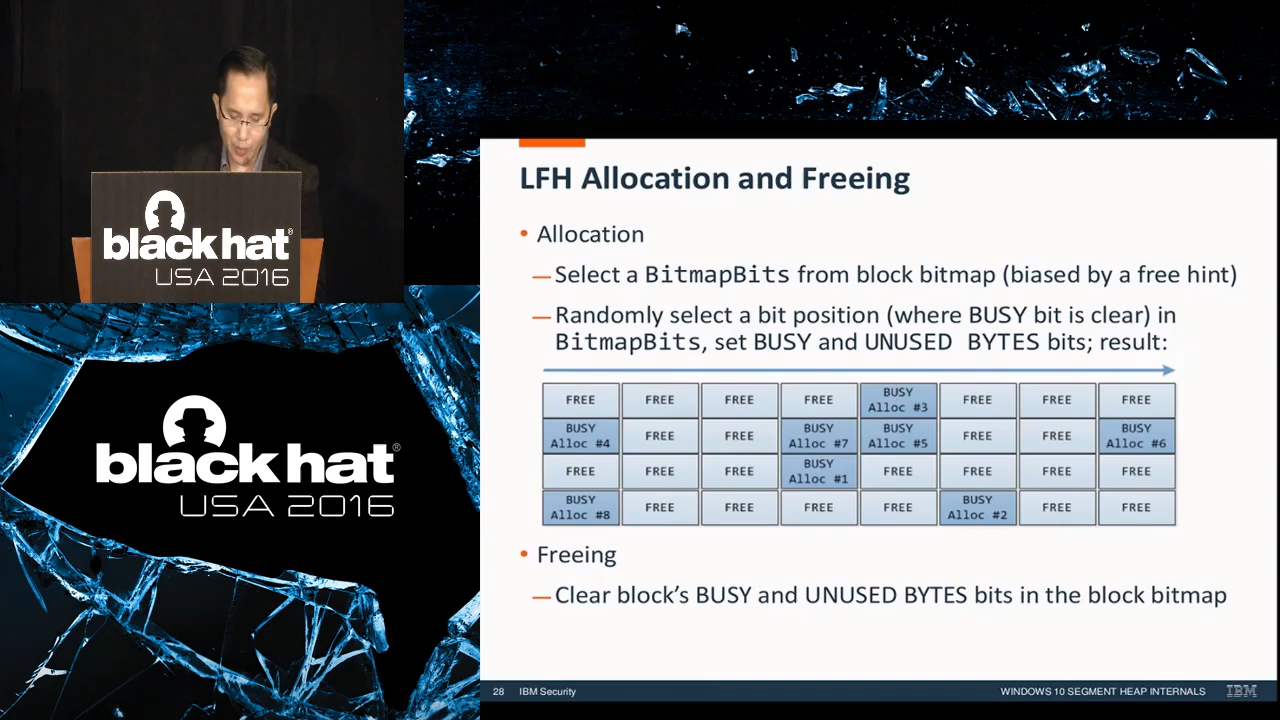 black hat®
USA 2016
black hat®
USA 2016
LFH Allocation and Freeing
• Allocation
— Select a BitmapBits from block bitmap (biased by a free hint)
— Randomly select a bit position (where BUSY bit is clear) in
BitmapBits, set BUSY and UNUSED BYTES bits; result:
FREE FREE FREE FREE BUSY Alloc #3 FREE FREE FREE
BUSY Alloc #4 FREE FREE BUSY Alloc #7 BUSY Alloc #5 FREE FREE BUSY Alloc #6
FREE FREE FREE BUSY Alloc #1 FREE FREE FREE FREE
BUSY Alloc #8 FREE FREE FREE FREE BUSY Alloc #2 FREE FREE
• Freeing
— Clear block's BUSY and UNUSED BYTES bits in the block bitmap
28 IBM Security WINDOWS 10 SEGMENT HEAP INTERNALS IBM